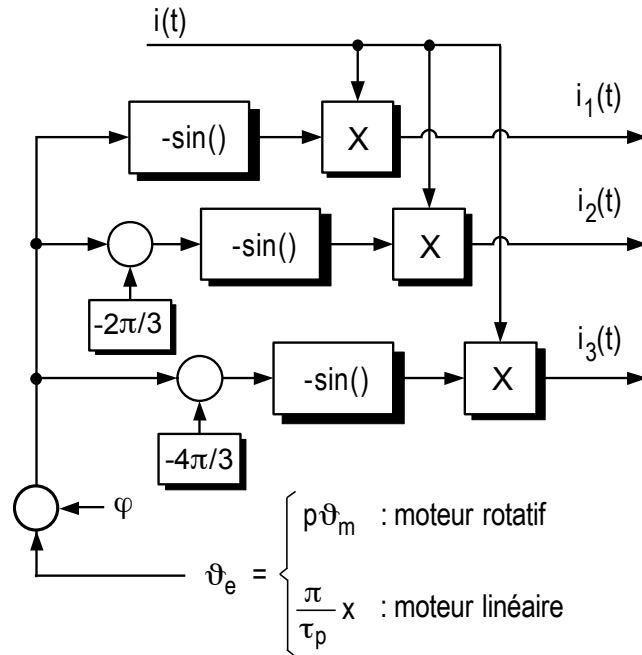 i(t)
-sin()
X
i₁(t)
-sin()
X
i₂(t)
-2π/3
-sin()
X
i₃(t)
-4π/3
φ
ϑₑ = { pϑₘ : moteur rotatif
π/τₚ x : moteur linéaire